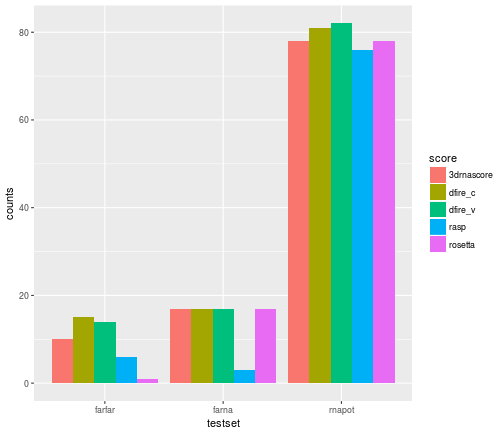 80
60
40
20
0
counts
farfar farna rnapot
testset
score
3drnascore
dfire_c
dfire_v
rasp
rosetta